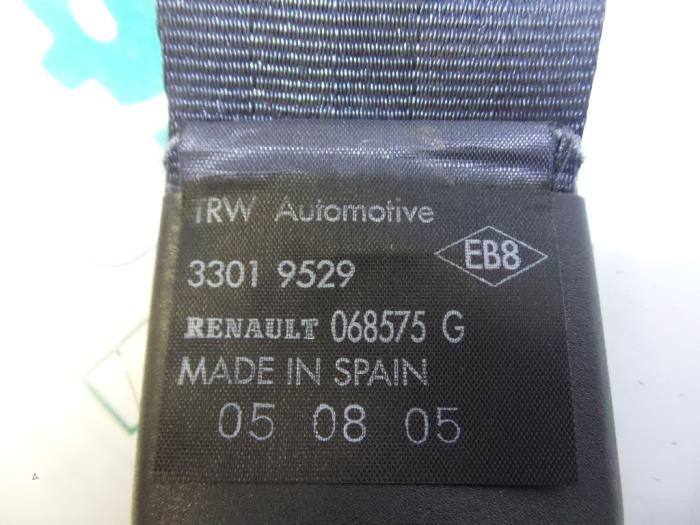 TRW Automotive
EB8
3301 9529
RENAULT 068575 G
MADE IN SPAIN
05 08 05